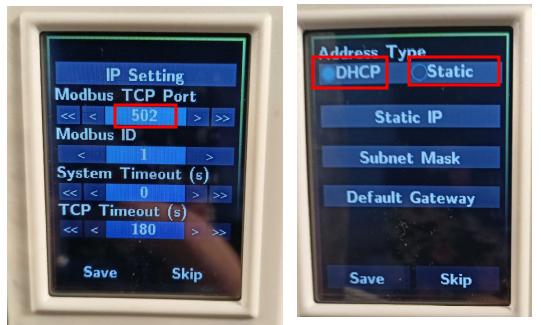 IP Setting
Modbus TCP Port
<< < 502 > >>
Modbus ID
< 1 >
System Timeout (s)
<< < 0 > >>
TCP Timeout (s)
<< < 180 > >>
Save Skip
Address Type
DHCP Static
Static IP
Subnet Mask
Default Gateway
Save Skip